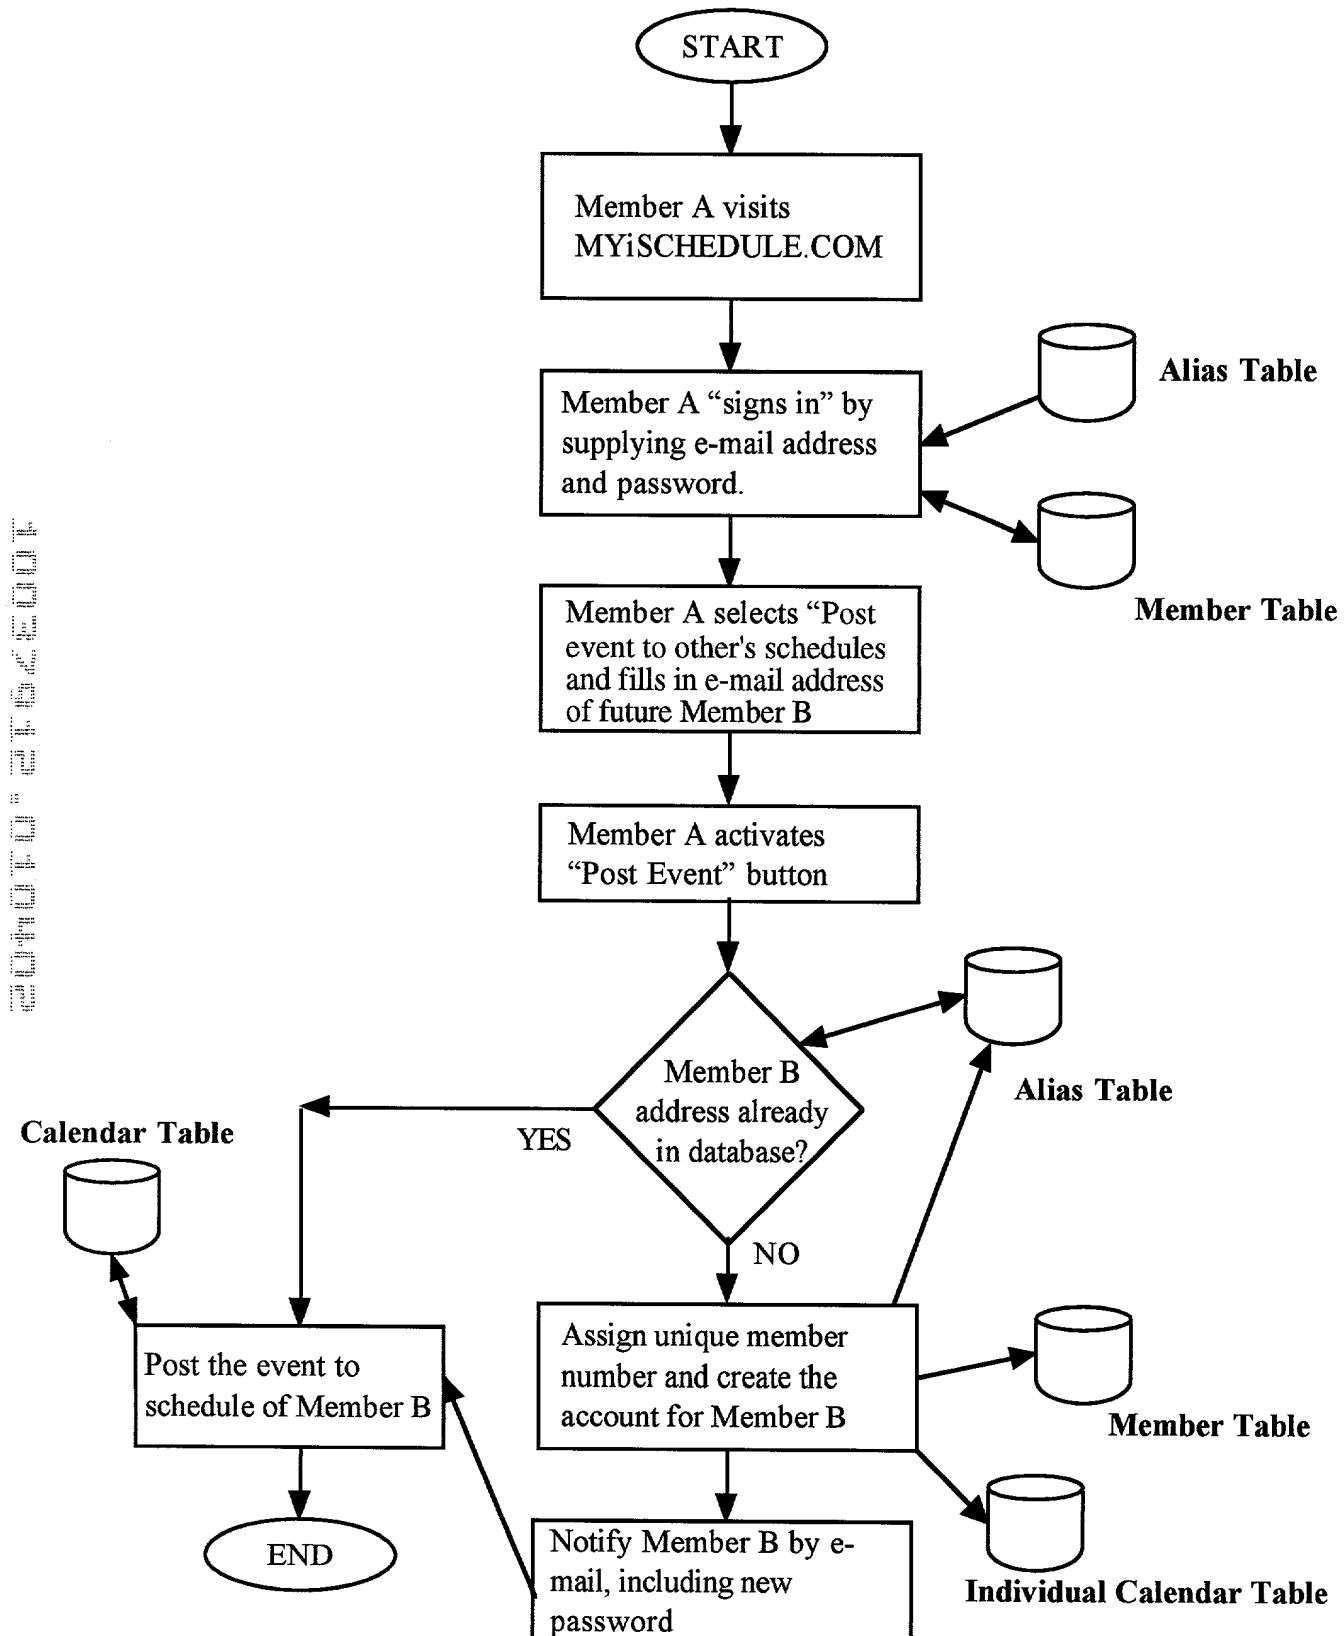 START
Member A visits
MYiSCHEDULE.COM
Alias Table
Member A “signs in” by
supplying e-mail address
and password.
Member Table
Member A selects “Post
event to other's schedules
and fills in e-mail address
of future Member B
Member A activates
“Post Event” button
Member B
address already
in database?
Alias Table
YES
Calendar Table
NO
Assign unique member
number and create the
account for Member B
Post the event to
schedule of Member B
Member Table
END
Notify Member B by e-
mail, including new
password
Individual Calendar Table